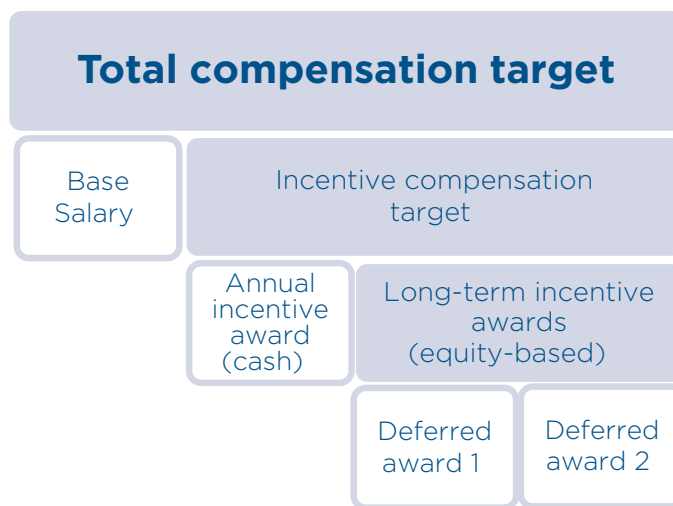 Total compensation target
Base
Salary
Incentive compensation
target
Annual
incentive
award
(cash)
Long-term incentive
awards
(equity-based)
Deferred
award 1
Deferred
award 2